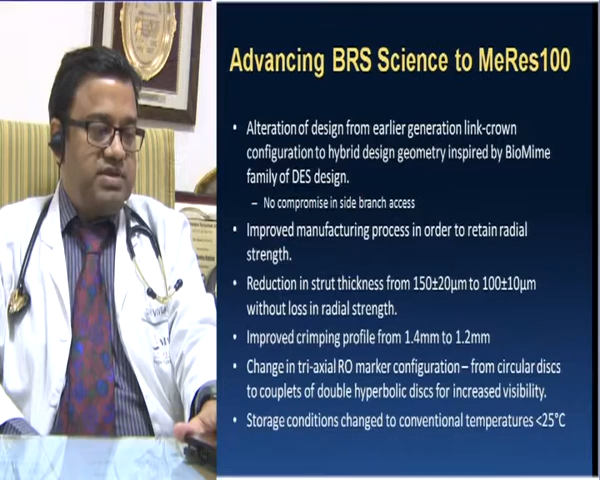 Advancing BRS Science to MeRes100
• Alteration of design from earlier generation link-crown
configuration to hybrid design geometry inspired by BioMime
family of DES design.
– No compromise in side branch access
• Improved manufacturing process in order to retain radial
strength.
• Reduction in strut thickness from 150±20µm to 100±10µm
without loss in radial strength.
• Improved crimping profile from 1.4mm to 1.2mm
• Change in tri-axial RO marker configuration – from circular discs
to couplets of double hyperbolic discs for increased visibility.
• Storage conditions changed to conventional temperatures <25°C